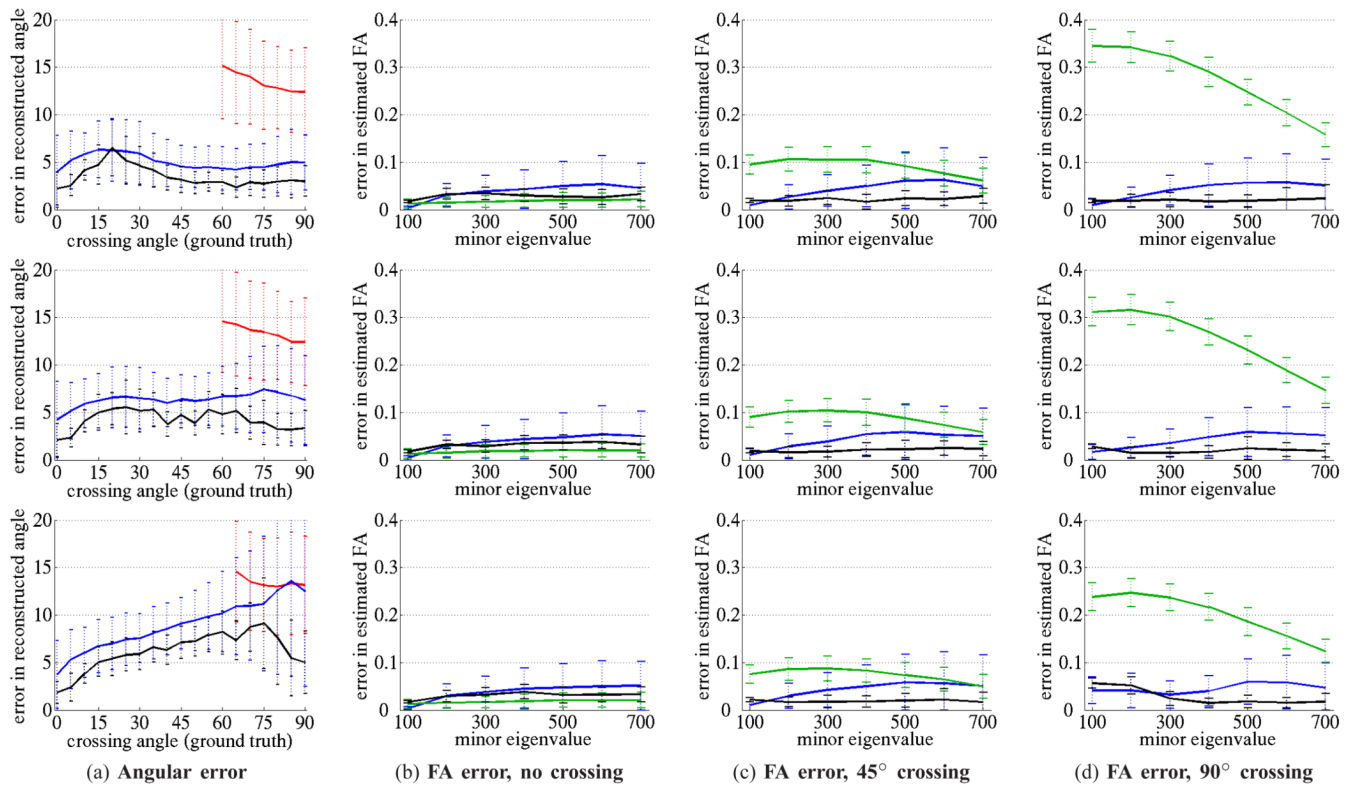 error in reconstructed angle
20
15
10
5
0
0 15 30 45 60 75 90
crossing angle (ground truth)
error in estimated FA
0.4
0.3
0.2
0.1
0
100 300 500 700
minor eigenvalue
error in estimated FA
0.4
0.3
0.2
0.1
0
100 300 500 700
minor eigenvalue
error in estimated FA
0.4
0.3
0.2
0.1
0
100 300 500 700
minor eigenvalue
error in reconstructed angle
20
15
10
5
0
0 15 30 45 60 75 90
crossing angle (ground truth)
error in estimated FA
0.4
0.3
0.2
0.1
0
100 300 500 700
minor eigenvalue
error in estimated FA
0.4
0.3
0.2
0.1
0
100 300 500 700
minor eigenvalue
error in estimated FA
0.4
0.3
0.2
0.1
0
100 300 500 700
minor eigenvalue
error in reconstructed angle
20
15
10
5
0
0 15 30 45 60 75 90
crossing angle (ground truth)
error in estimated FA
0.4
0.3
0.2
0.1
0
100 300 500 700
minor eigenvalue
error in estimated FA
0.4
0.3
0.2
0.1
0
100 300 500 700
minor eigenvalue
error in estimated FA
0.4
0.3
0.2
0.1
0
100 300 500 700
minor eigenvalue
(a) Angular error
(b) FA error, no crossing
(c) FA error, 45° crossing
(d) FA error, 90° crossing